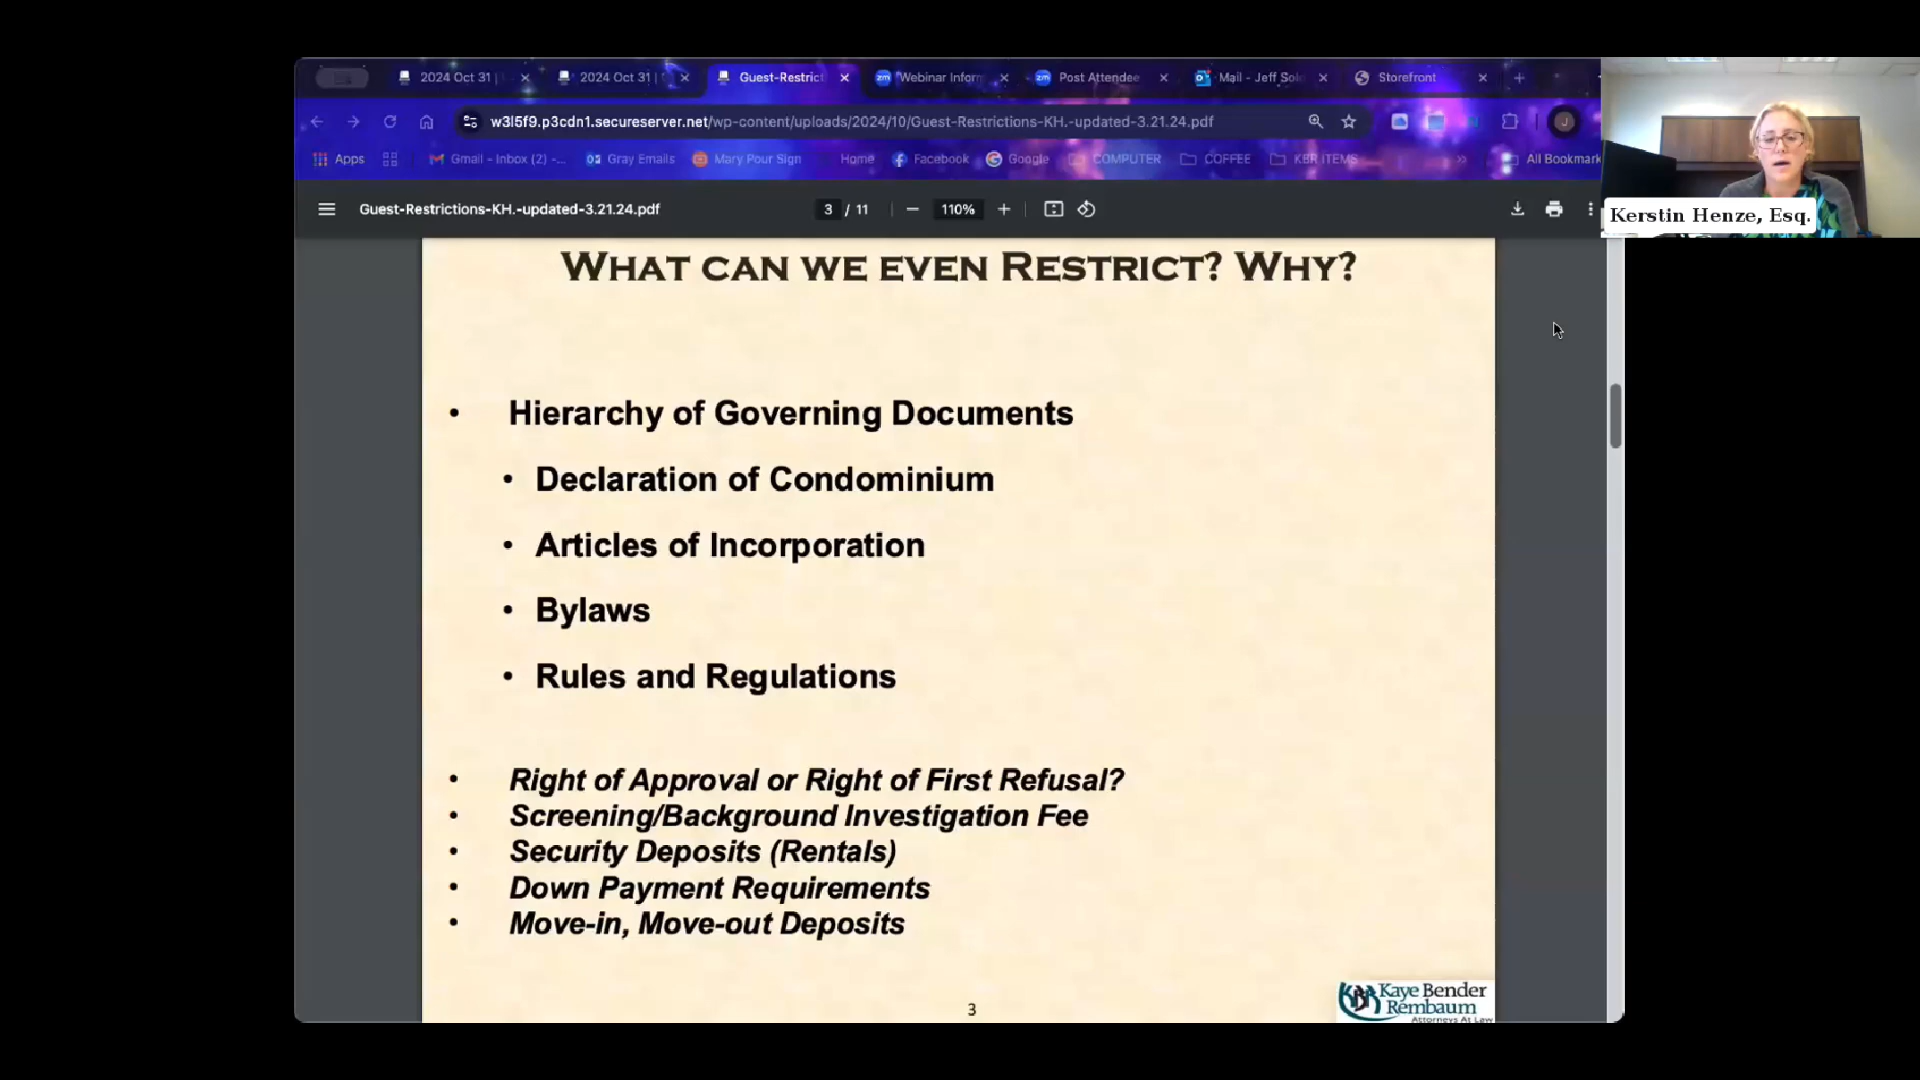 2024 Oct 31 |
2024 Oct 31 |
Guest-Restrict
Webinar Inform
Post Attendee
Mail - Jeff Sol
Storefront
w3l5f9.p3cdn1.secureserver.net/wp-content/uploads/2024/10/Guest-Restrictions-KH.-updated-3.21.24.pdf
Apps
Gmail - Inbox (2) -...
Gray Emails
Mary Pour Sign
Home
Facebook
Google
COMPUTER
COFFEE
KBR ITEMS
»
All Bookmark
Guest-Restrictions-KH.-updated-3.21.24.pdf
3 / 11
110%
Kerstin Henze, Esq.
WHAT CAN WE EVEN RESTRICT? WHY?
• Hierarchy of Governing Documents
• Declaration of Condominium
• Articles of Incorporation
• Bylaws
• Rules and Regulations
• Right of Approval or Right of First Refusal?
• Screening/Background Investigation Fee
• Security Deposits (Rentals)
• Down Payment Requirements
• Move-in, Move-out Deposits
3
KBR Kaye Bender
Rembaum
Attorneys At Law